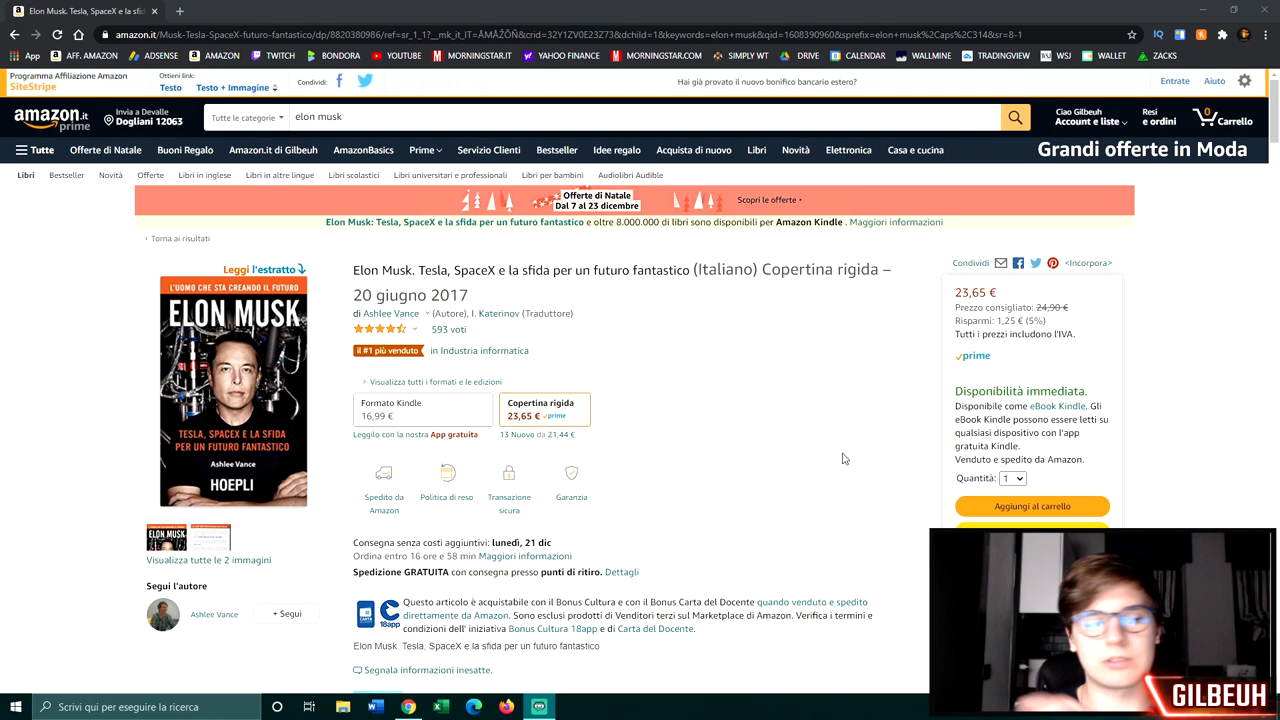 Elon Musk. Tesla, SpaceX e la s
amazon.it/Musk-Tesla-SpaceX-futuro-fantastico/dp/8820380986/ref=sr_1_1?__mk_it_IT=ÅMÅŽÕÑ&crid=32Y1ZV0E23Z73&dchild=1&keywords=elon+musk&qid=1608390960&sprefix=elon+musk%2Caps%2C314&sr=8-1
App AFF. AMAZON ADSENSE AMAZON TWITCH BONDORA YOUTUBE MORNINGSTAR.IT YAHOO FINANCE MORNINGSTAR.COM SIMPLY WT DRIVE CALENDAR WALLMINE TRADINGVIEW WSJ WALLET ZACKS
Programma Affiliazione Amazon
SiteStripe
Ottieni link:
Testo Testo + Immagine
Condividi:
Hai già provato il nuovo bonifico bancario estero?
Entrate Aiuto
amazon.it
prime
Invia a Devalle
Dogliani 12063
Tutte le categorie
elon musk
Ciao Gilbeuh
Account e liste
Resi
e ordini
0
Carrello
Tutte Offerte di Natale Buoni Regalo Amazon.it di Gilbeuh AmazonBasics Prime Servizio Clienti Bestseller Idee regalo Acquista di nuovo Libri Novità Elettronica Casa e cucina
Grandi offerte in Moda
Libri Bestseller Novità Offerte Libri in inglese Libri in altre lingue Libri scolastici Libri universitari e professionali Libri per bambini Audiolibri Audible
Offerte di Natale
Dal 7 al 23 dicembre
Scopri le offerte
Elon Musk: Tesla, SpaceX e la sfida per un futuro fantastico e oltre 8.000.000 di libri sono disponibili per Amazon Kindle . Maggiori informazioni
‹ Torna ai risultati
Leggi l'estratto
L'UOMO CHE STA CREANDO IL FUTURO
ELON MUSK
TESLA, SPACEX E LA SFIDA
PER UN FUTURO FANTASTICO
Ashlee Vance
HOEPLI
ELON MUSK
Visualizza tutte le 2 immagini
Segui l'autore
Ashlee Vance
+ Segui
Elon Musk. Tesla, SpaceX e la sfida per un futuro fantastico (Italiano) Copertina rigida –
20 giugno 2017
di Ashlee Vance (Autore), I. Katerinov (Traduttore)
593 voti
il #1 più venduto in Industria informatica
› Visualizza tutti i formati e le edizioni
Formato Kindle
16,99 €
Copertina rigida
23,65 € prime
Leggilo con la nostra App gratuita
13 Nuovo da 21,44 €
Spedito da
Amazon
Politica di reso
Transazione
sicura
Garanzia
Consegna senza costi aggiuntivi: lunedì, 21 dic
Ordina entro 16 ore e 58 min Maggiori informazioni
Spedizione GRATUITA con consegna presso punti di ritiro. Dettagli
18app
Questo articolo è acquistabile con il Bonus Cultura e con il Bonus Carta del Docente quando venduto e spedito
direttamente da Amazon. Sono esclusi prodotti di Venditori terzi sul Marketplace di Amazon. Verifica i termini e
condizioni dell' iniziativa Bonus Cultura 18app e di Carta del Docente.
Elon Musk. Tesla, SpaceX e la sfida per un futuro fantastico
Segnala informazioni inesatte.
Condividi <Incorpora>
23,65 €
Prezzo consigliato: 24,90 €
Risparmi: 1,25 € (5%)
Tutti i prezzi includono l'IVA.
prime
Disponibilità immediata.
Disponibile come eBook Kindle. Gli
eBook Kindle possono essere letti su
qualsiasi dispositivo con l'app
gratuita Kindle.
Venduto e spedito da Amazon.
Quantità: 1
Aggiungi al carrello
GILBEUH
Scrivi qui per eseguire la ricerca